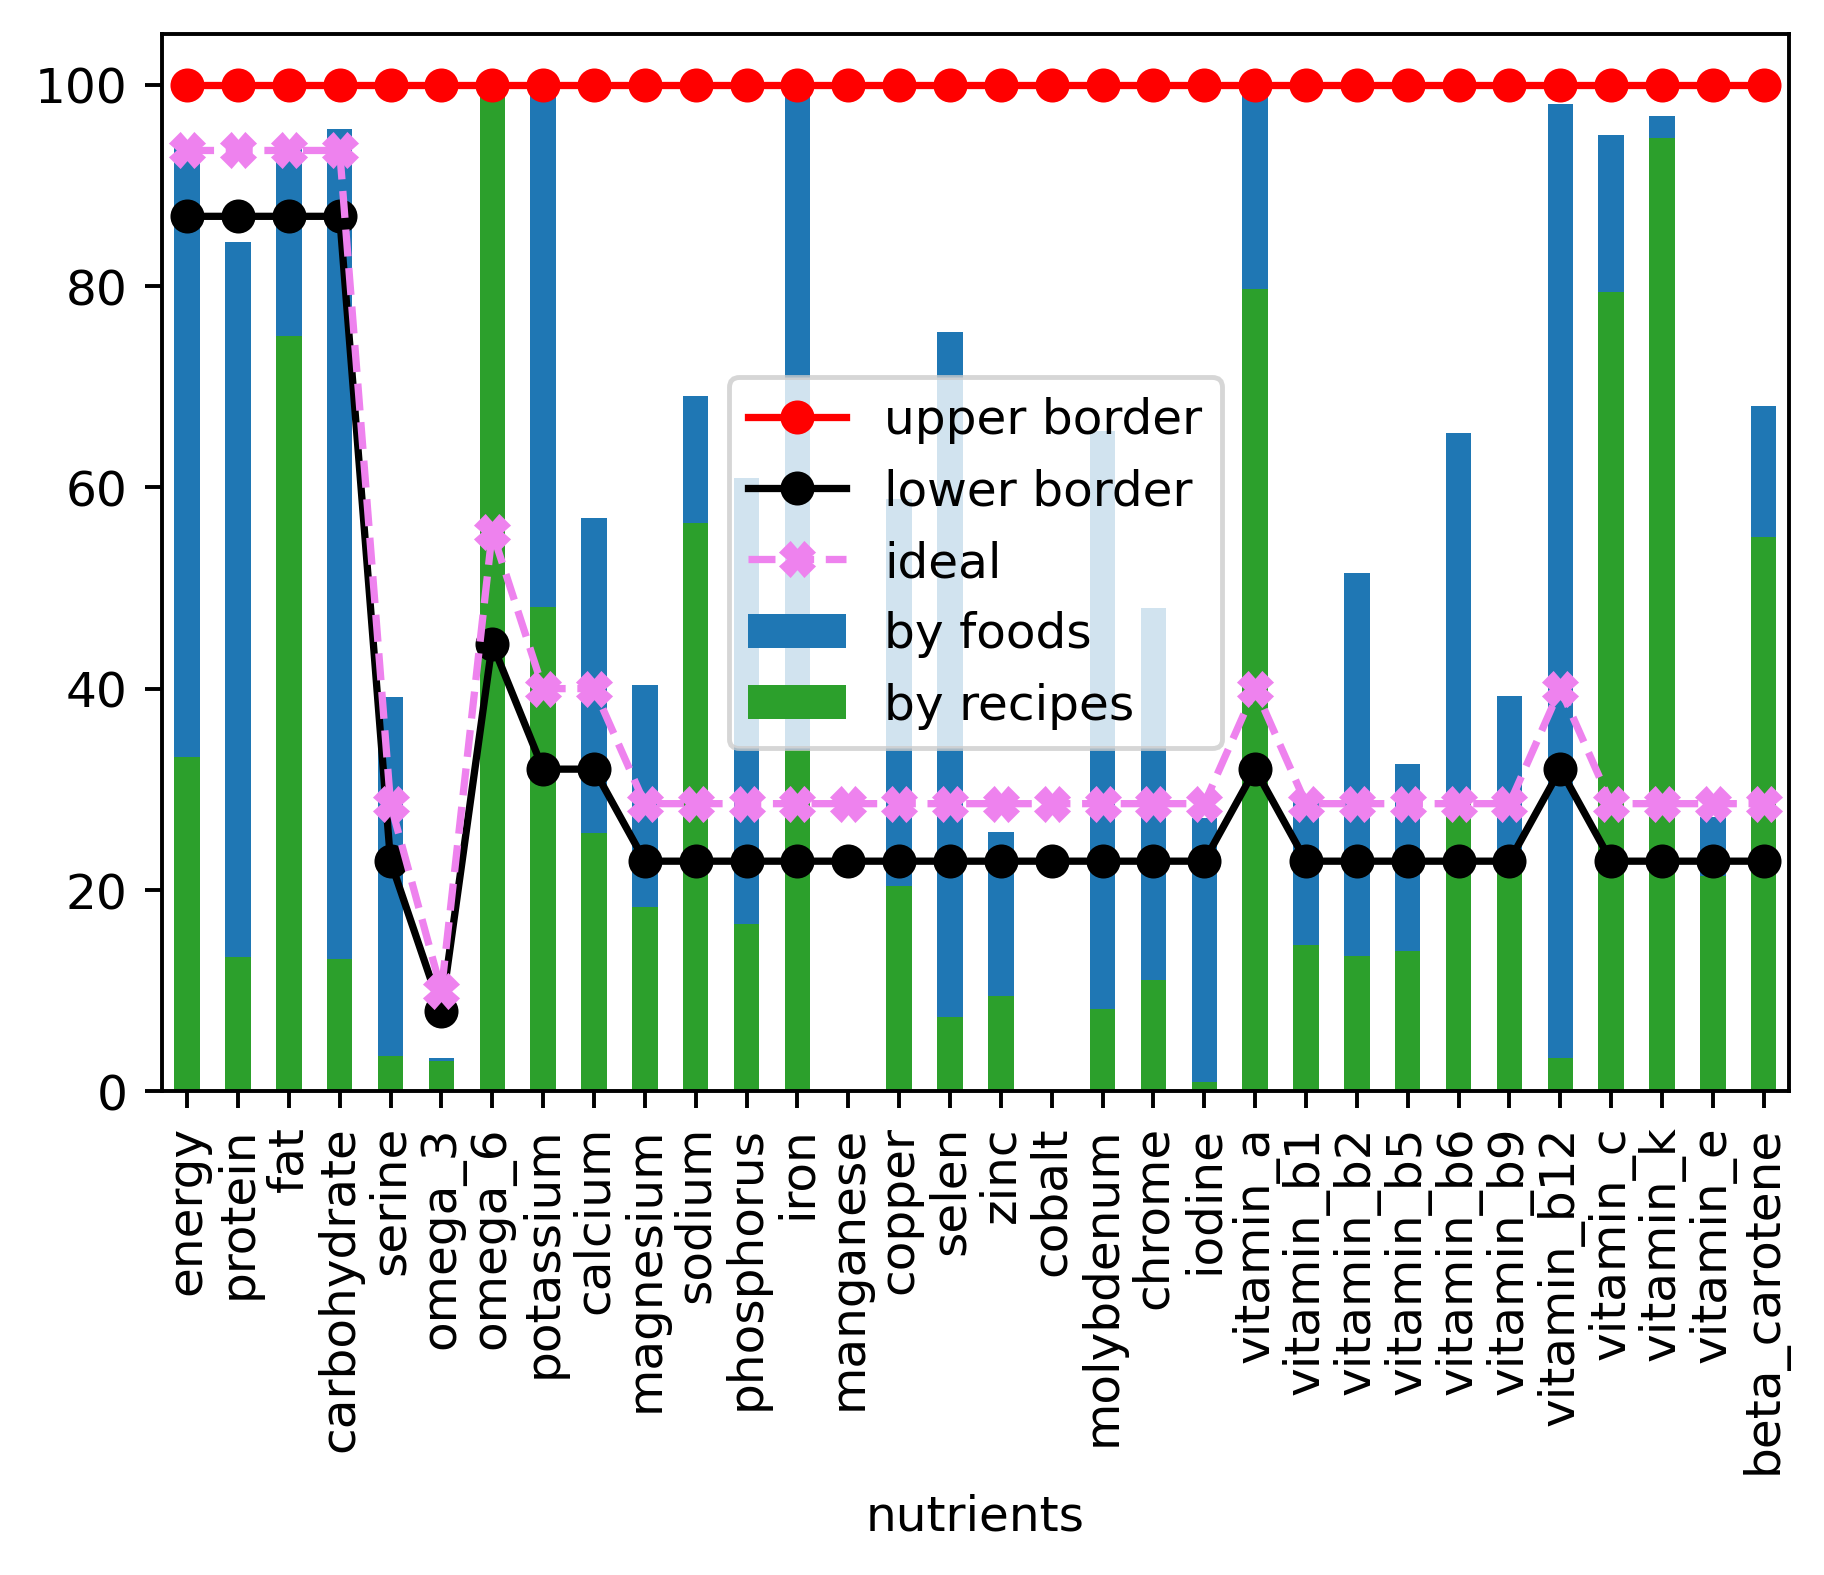 100
80
60
40
20
0
upper border
lower border
ideal
by foods
by recipes
energy
protein
fat
carbohydrate
serine
omega_3
omega_6
potassium
calcium
magnesium
sodium
phosphorus
iron
manganese
copper
selen
zinc
cobalt
molybdenum
chrome
iodine
vitamin_a
vitamin_b1
vitamin_b2
vitamin_b5
vitamin_b6
vitamin_b9
vitamin_b12
vitamin_c
vitamin_k
vitamin_e
beta_carotene
nutrients